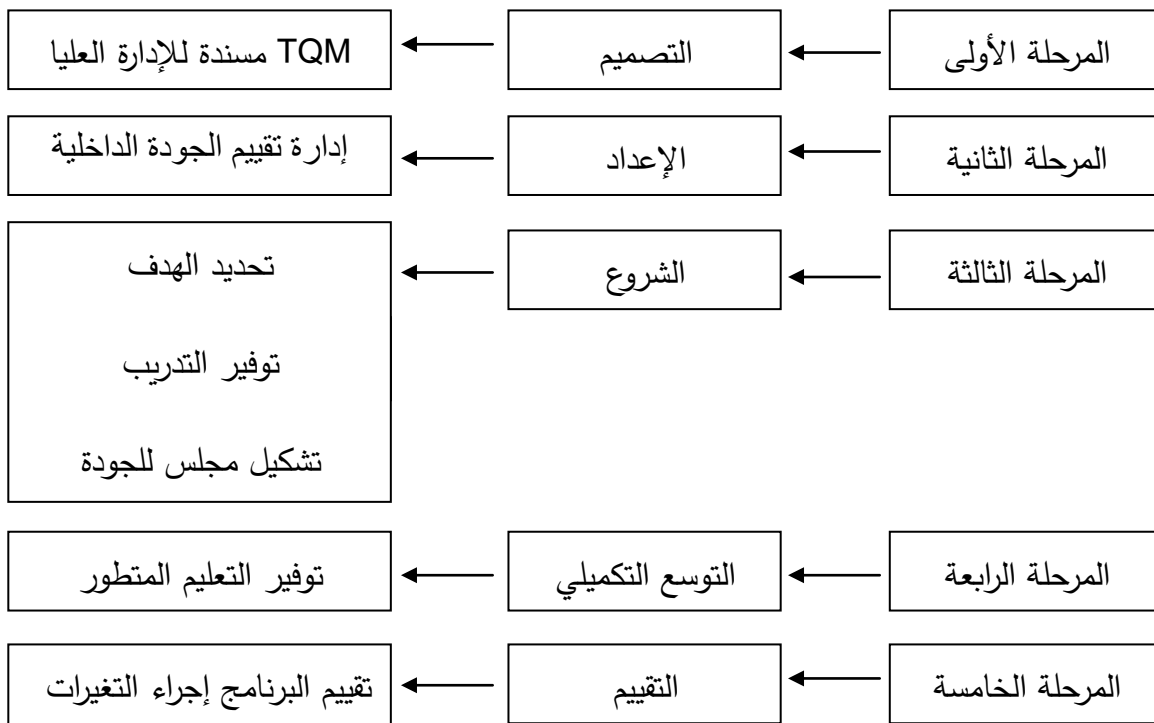 المرحلة الأولى
التصميم
TQM مسندة للإدارة العليا
المرحلة الثانية
الإعداد
إدارة تقييم الجودة الداخلية
المرحلة الثالثة
الشروع
تحديد الهدف
توفير التدريب
تشكيل مجلس للجودة
المرحلة الرابعة
التوسع التكميلي
توفير التعليم المتطور
المرحلة الخامسة
التقييم
تقييم البرنامج إجراء التغيرات